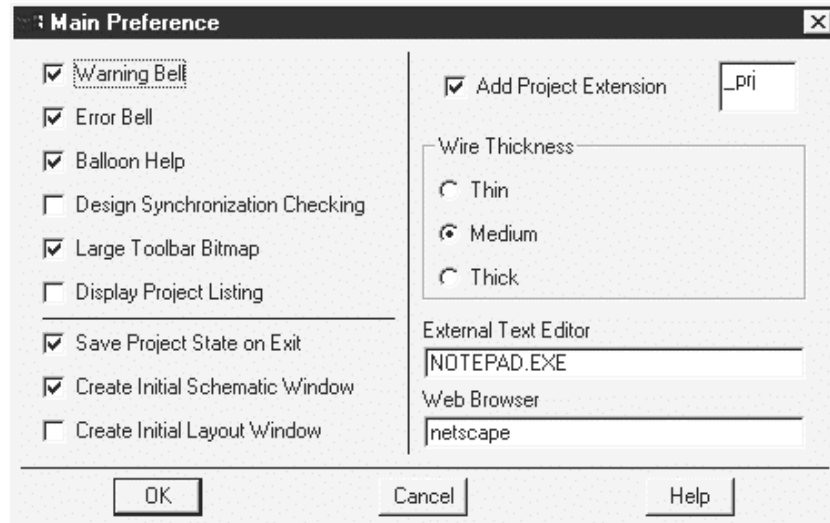 Main Preference
Warning Bell
Error Bell
Balloon Help
Design Synchronization Checking
Large Toolbar Bitmap
Display Project Listing
Save Project State on Exit
Create Initial Schematic Window
Create Initial Layout Window
Add Project Extension
_prj
Wire Thickness
Thin
Medium
Thick
External Text Editor
NOTEPAD.EXE
Web Browser
netscape
OK
Cancel
Help